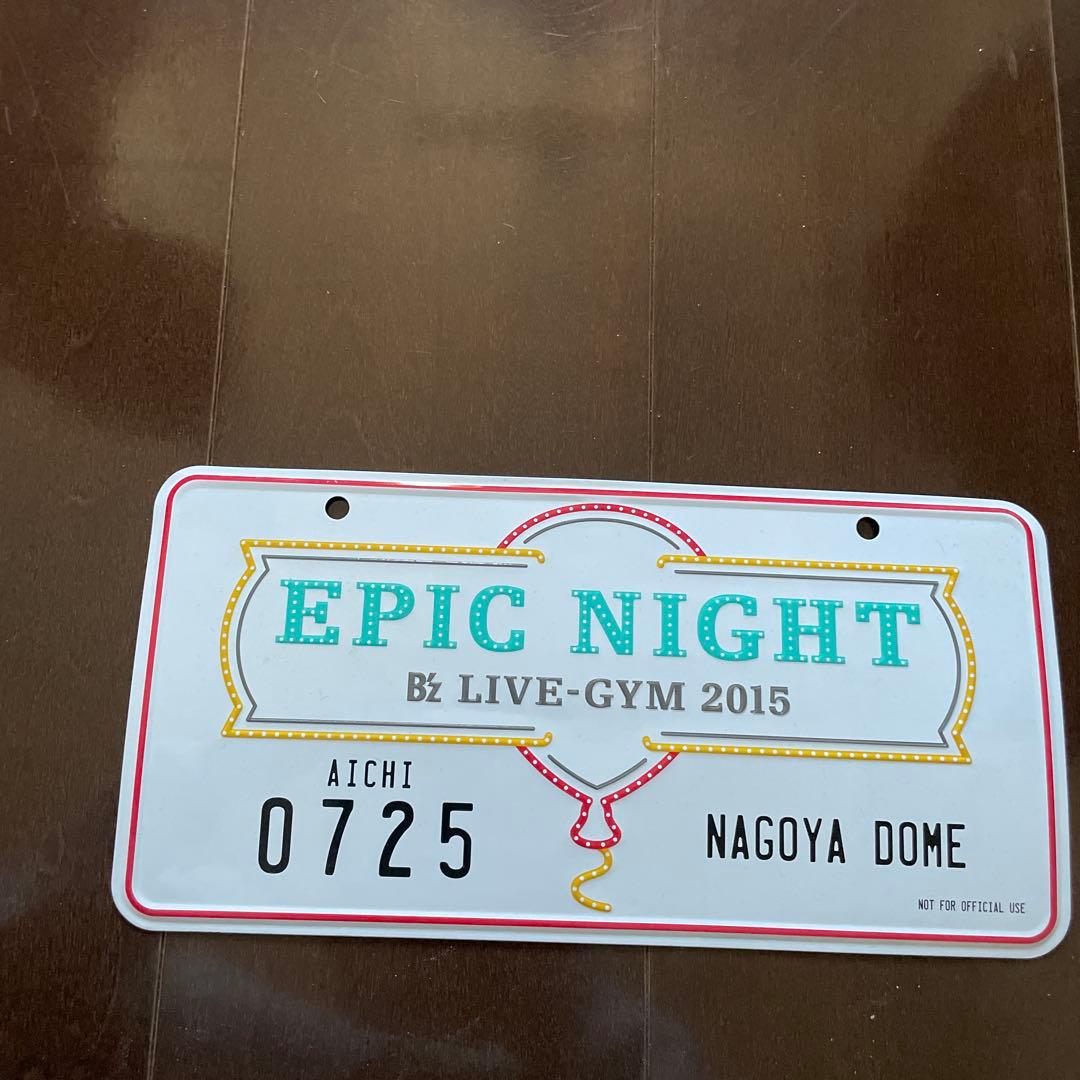 EPIC NIGHT
B'z LIVE-GYM 2015
AICHI
0725
NAGOYA DOME
NOT FOR OFFICIAL USE